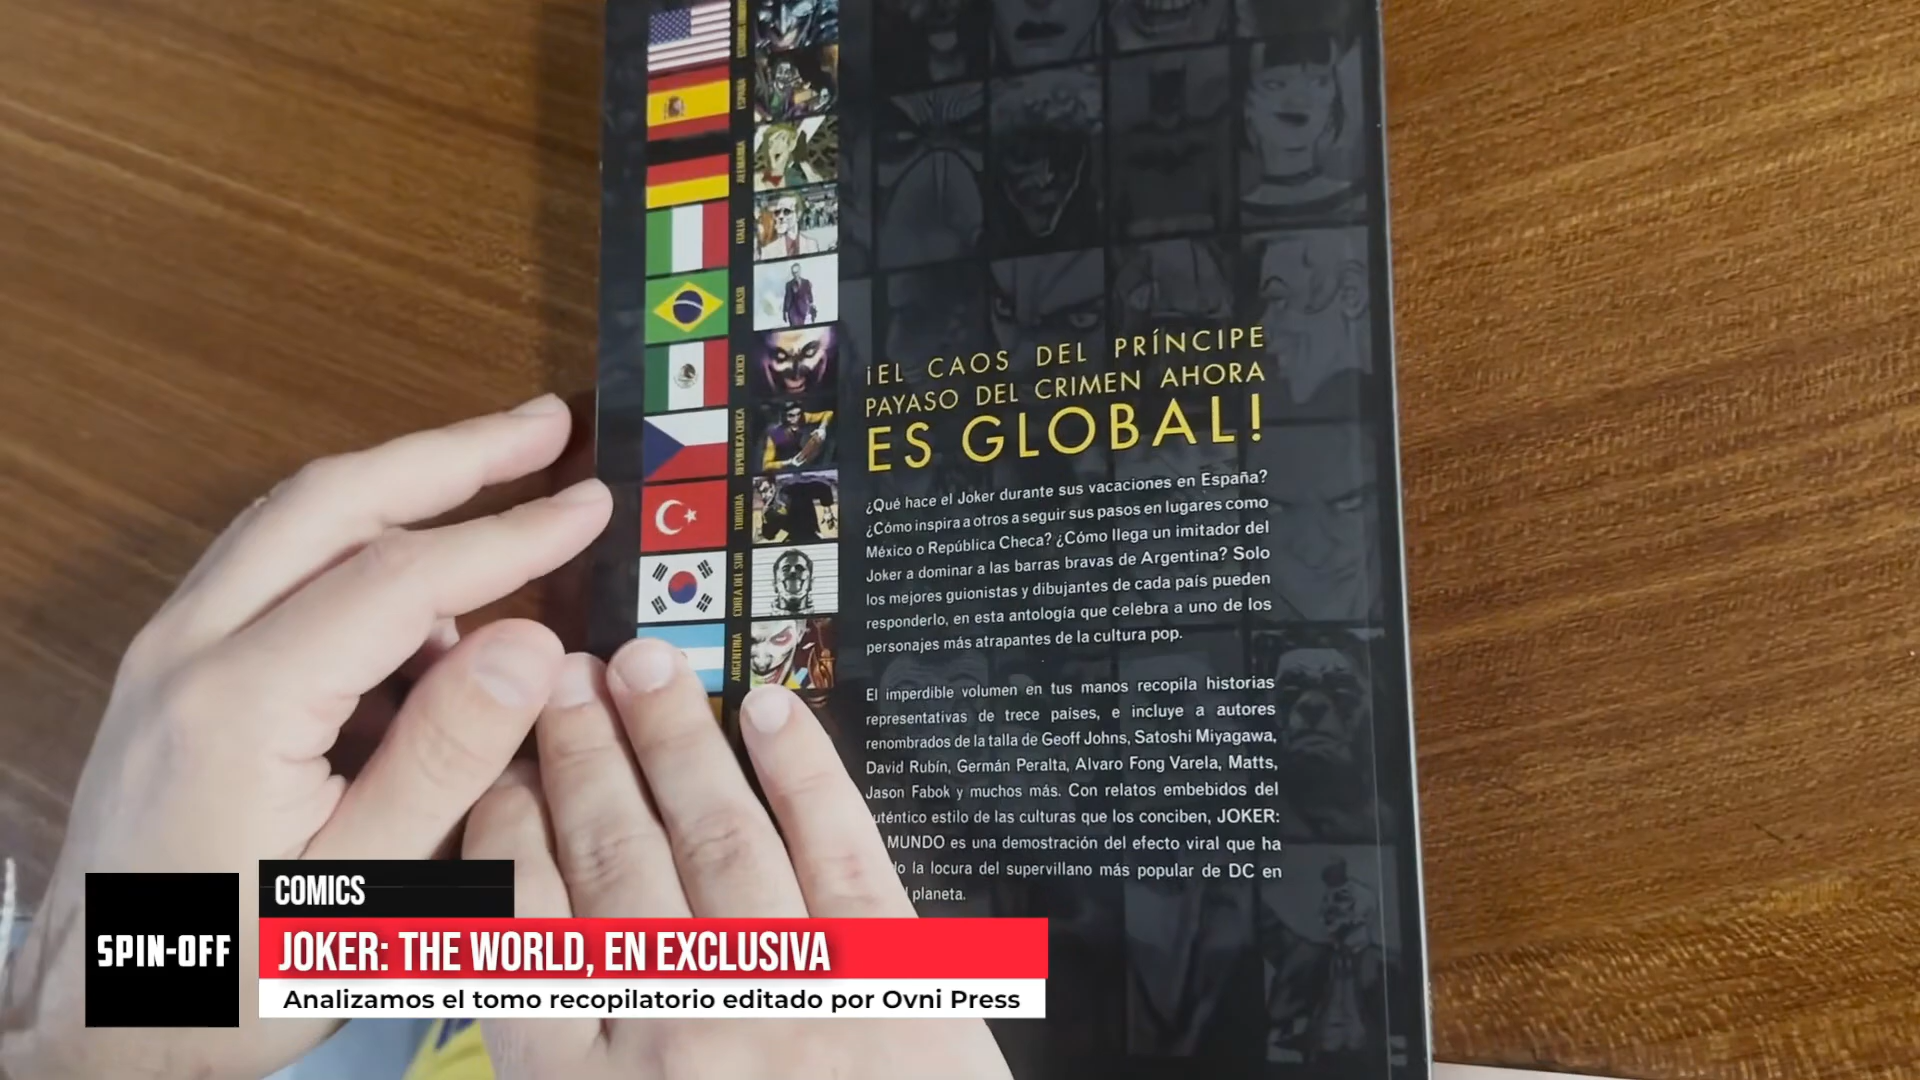 ESPAÑA
ALEMANIA
ITALIA
BRASIL
MÉXICO
REPÚBLICA CHECA
TURQUÍA
COREA DEL SUR
ARGENTINA
¡EL CAOS DEL PRÍNCIPE
PAYASO DEL CRIMEN AHORA
ES GLOBAL!
¿Qué hace el Joker durante sus vacaciones en España?
¿Cómo inspira a otros a seguir sus pasos en lugares como
México o República Checa? ¿Cómo llega un imitador del
Joker a dominar a las barras bravas de Argentina? Solo
los mejores guionistas y dibujantes de cada país pueden
responderlo, en esta antología que celebra a uno de los
personajes más atrapantes de la cultura pop.
El imperdible volumen en tus manos recopila historias
representativas de trece países, e incluye a autores
renombrados de la talla de Geoff Johns, Satoshi Miyagawa,
David Rubín, Germán Peralta, Alvaro Fong Varela, Matts,
Jason Fabok y muchos más. Con relatos embebidos del
uténtico estilo de las culturas que los conciben, JOKER:
MUNDO es una demostración del efecto viral que ha
la locura del supervillano más popular de DC en
planeta.
COMICS
SPIN-OFF
JOKER: THE WORLD, EN EXCLUSIVA
Analizamos el tomo recopilatorio editado por Ovni Press